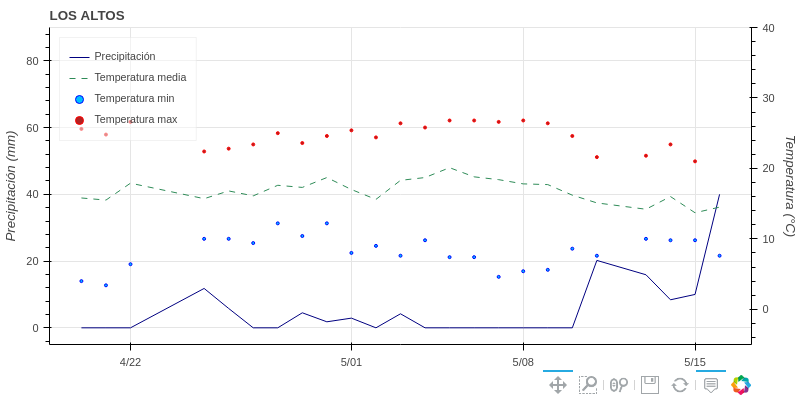 LOS ALTOS
Precipitación
Temperatura media
Temperatura min
Temperatura max
Precipitación (mm)
80
60
40
20
0
Temperatura (°C)
40
30
20
10
0
4/22
5/01
5/08
5/15